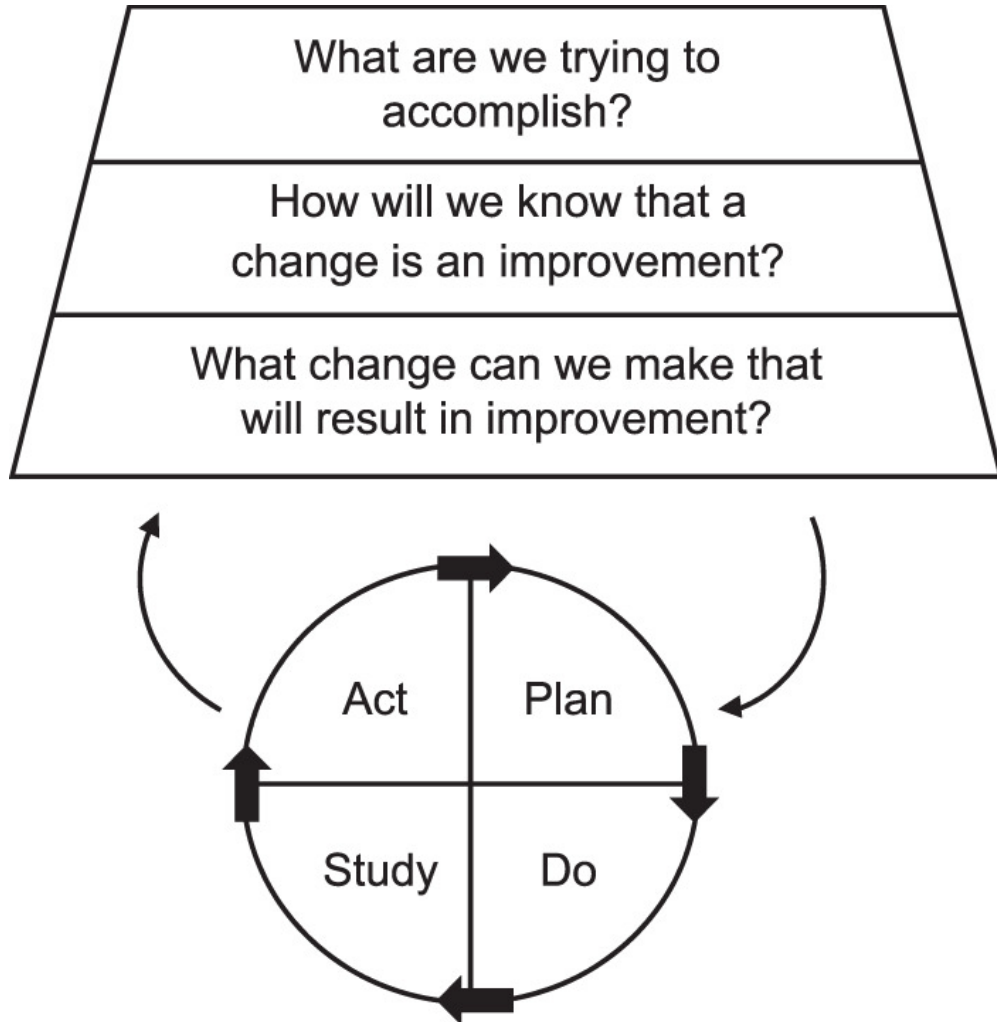 What are we trying to
accomplish?
How will we know that a
change is an improvement?
What change can we make that
will result in improvement?
Act
Plan
Study
Do